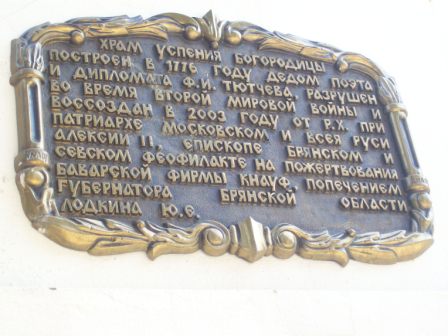 ХРАМ УСПЕНИЯ БОГОРОДИЦЫ
ПОСТРОЕН В 1776 ГОДУ ДЕДОМ ПОЭТА
И ДИПЛОМАТА Ф.И. ТЮТЧЕВА. РАЗРУШЕН
ВО ВРЕМЯ ВТОРОЙ МИРОВОЙ ВОЙНЫ И
ВОССОЗДАН В 2003 ГОДУ ОТ Р.Х. ПРИ
ПАТРИАРХЕ МОСКОВСКОМ И ВСЕЯ РУСИ
АЛЕКСИИ II, ЕПИСКОПЕ БРЯНСКОМ И
СЕВСКОМ ФЕОФИЛАКТЕ НА ПОЖЕРТВОВАНИЯ
БАВАРСКОЙ ФИРМЫ КНАУФ, ПОПЕЧЕНИЕМ
ГУБЕРНАТОРА БРЯНСКОЙ ОБЛАСТИ
ЛОДКИНА Ю.Е.